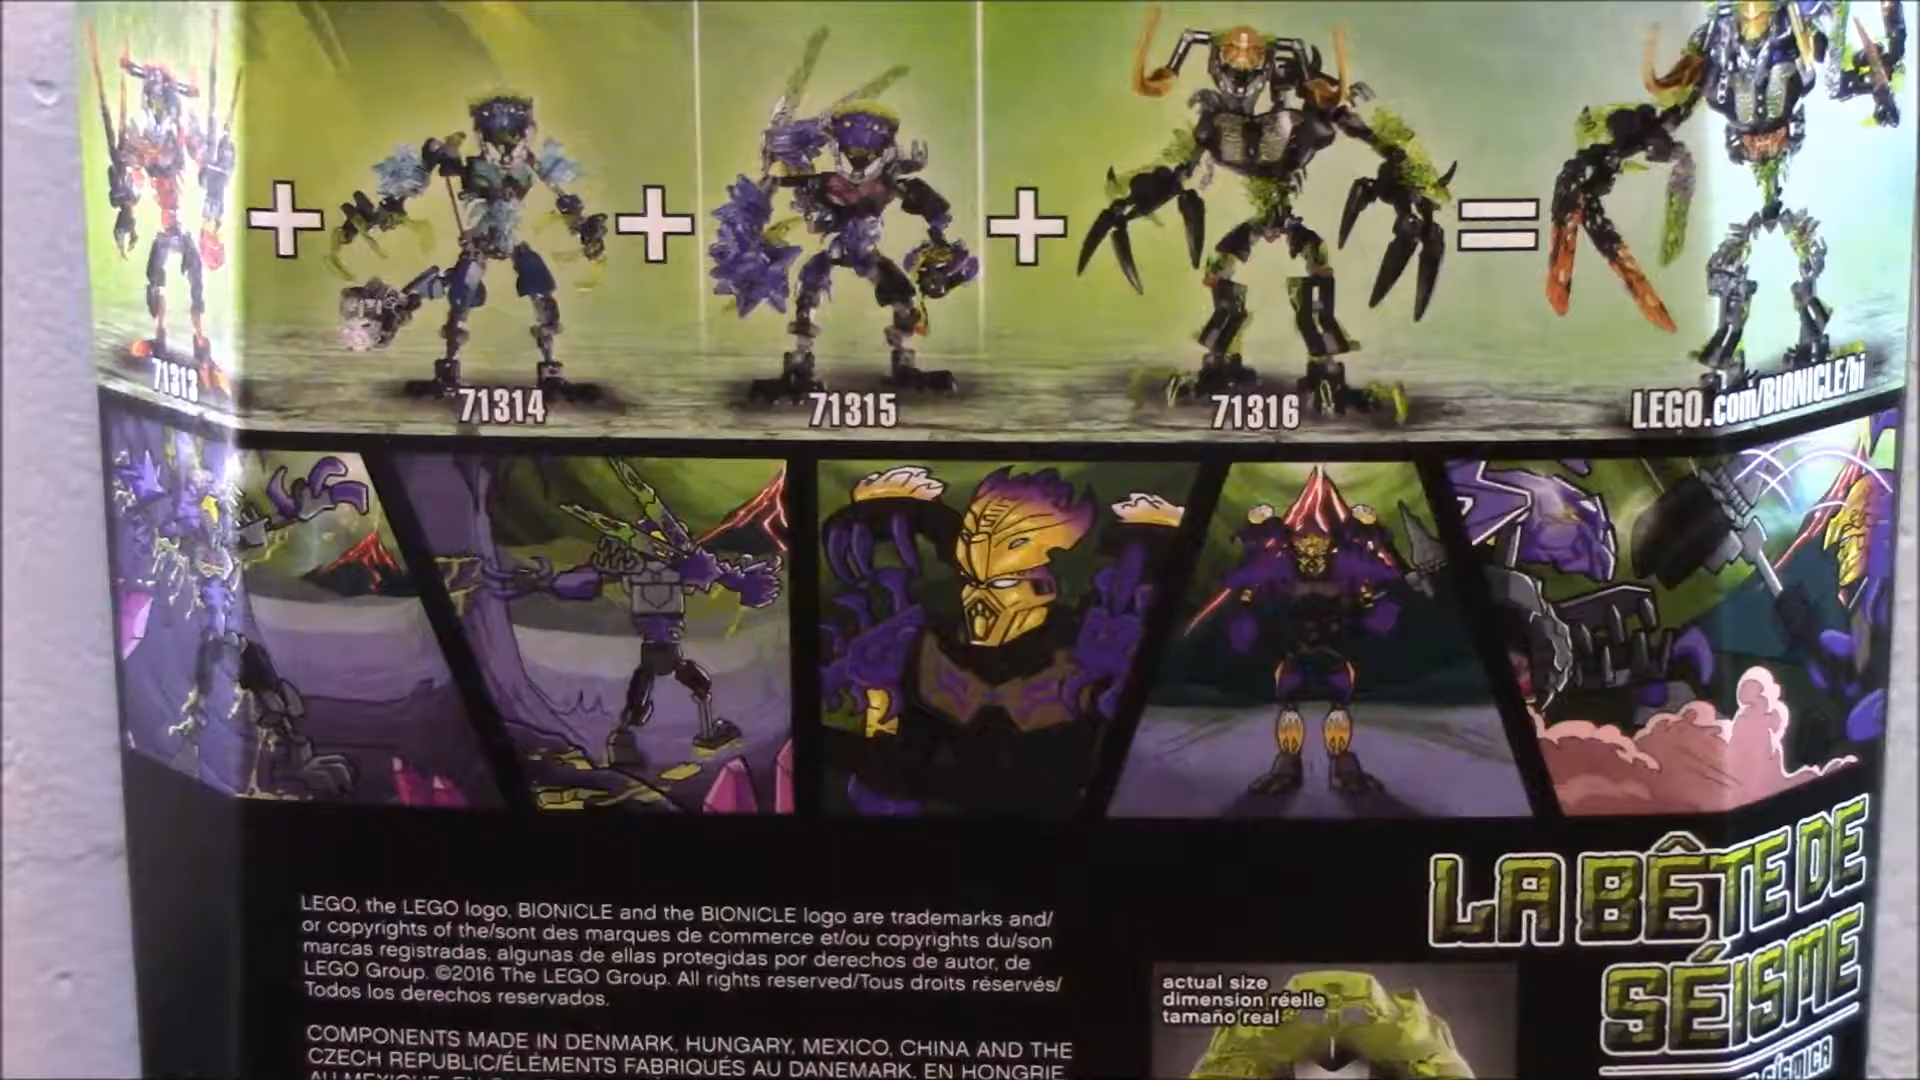 71313
+
71314
+
71315
+
71316
=
LEGO.com/BIONICLE/bi
LA BÊTE DE
SÉISME
LEGO, the LEGO logo, BIONICLE and the BIONICLE logo are trademarks and/
or copyrights of the/sont des marques de commerce et/ou copyrights du/son
marcas registradas, algunas de ellas protegidas por derechos de autor, de
LEGO Group. ©2016 The LEGO Group. All rights reserved/Tous droits réservés/
Todos los derechos reservados.
COMPONENTS MADE IN DENMARK, HUNGARY, MEXICO, CHINA AND THE
CZECH REPUBLIC/ÉLÉMENTS FABRIQUÉS AU DANEMARK, EN HONGRIE,
actual size
dimension réelle
tamaño real